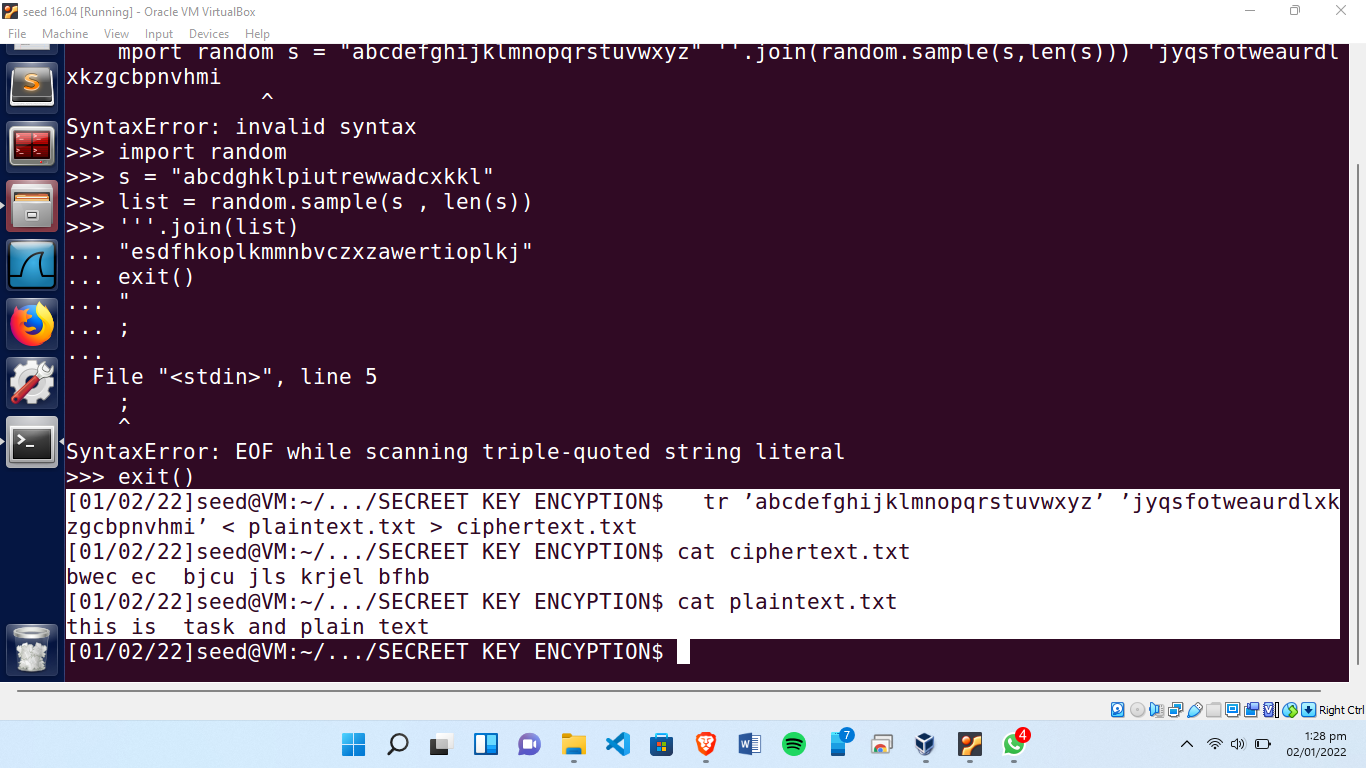 seed 16.04 [Running] - Oracle VM VirtualBox
File Machine View Input Devices Help
mport random s = "abcdefghijklmnopqrstuvwxyz" ''.join(random.sample(s,len(s))) 'jyqsfotweaurdl
xkzgcbpnvhmi
^
SyntaxError: invalid syntax
>>> import random
>>> s = "abcdghklpiutrewwadcxkkl"
>>> list = random.sample(s , len(s))
>>> '''.join(list)
... "esdfhkoplkmmnbvczxzawertioplkj"
... exit()
... "
... ;
...
File "<stdin>", line 5
;
^
SyntaxError: EOF while scanning triple-quoted string literal
>>> exit()
[01/02/22]seed@VM:~/.../SECREET KEY ENCYPTION$   tr ’abcdefghijklmnopqrstuvwxyz’ ’jyqsfotweaurdlxk
zgcbpnvhmi’ < plaintext.txt > ciphertext.txt
[01/02/22]seed@VM:~/.../SECREET KEY ENCYPTION$ cat ciphertext.txt
bwec ec  bjcu jls krjel bfhb
[01/02/22]seed@VM:~/.../SECREET KEY ENCYPTION$ cat plaintext.txt
this is  task and plain text
[01/02/22]seed@VM:~/.../SECREET KEY ENCYPTION$
Right Ctrl
7
4
1:28 pm
02/01/2022